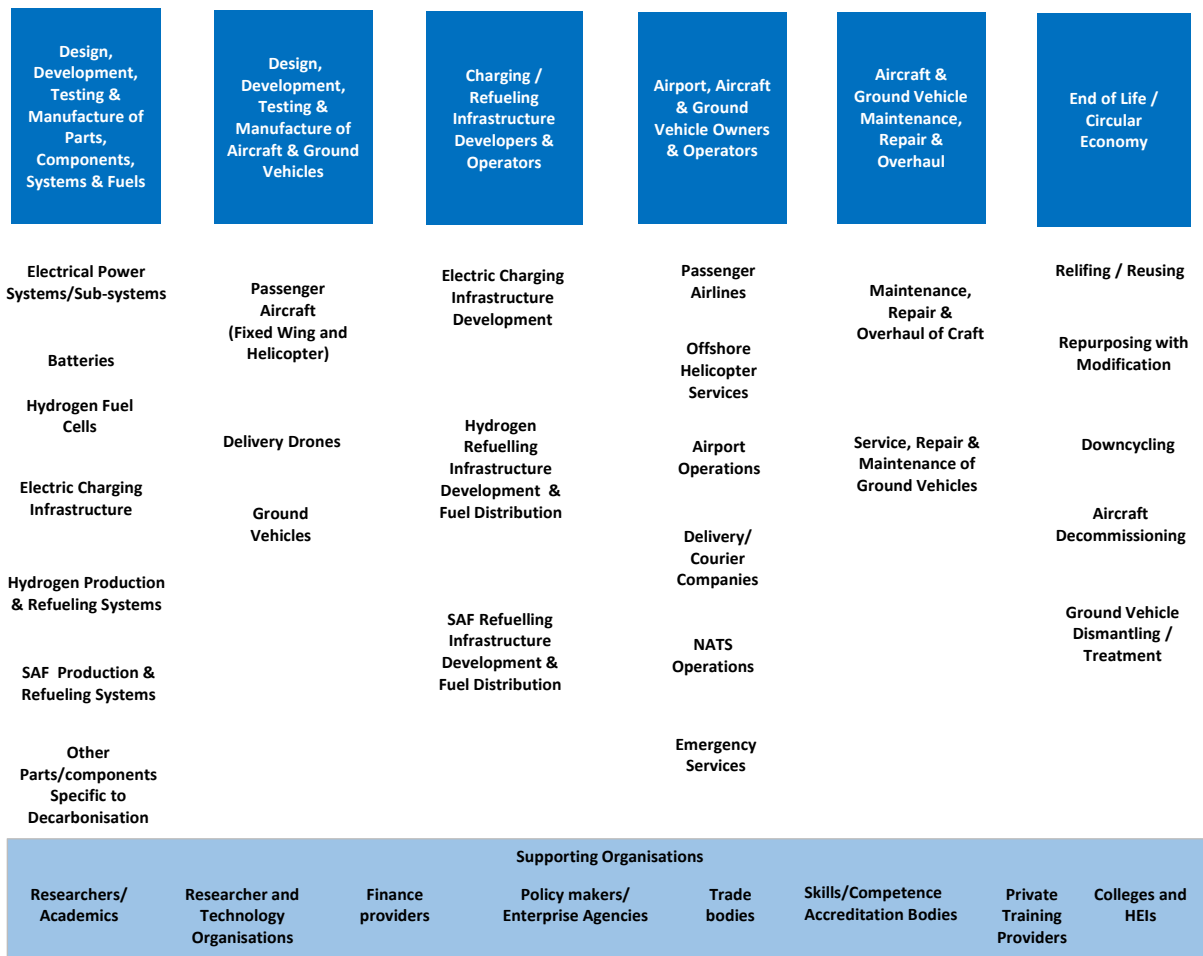 Design,
Development,
Testing &
Manufacture of
Parts,
Components,
Systems & Fuels
Design,
Development,
Testing &
Manufacture of
Aircraft & Ground
Vehicles
Charging /
Refueling
Infrastructure
Developers &
Operators
Airport, Aircraft
& Ground
Vehicle Owners
& Operators
Aircraft &
Ground Vehicle
Maintenance,
Repair &
Overhaul
End of Life /
Circular
Economy
Electrical Power
Systems/Sub-systems
Batteries
Hydrogen Fuel
Cells
Electric Charging
Infrastructure
Hydrogen Production
& Refueling Systems
SAF Production &
Refueling Systems
Other
Parts/components
Specific to
Decarbonisation
Passenger
Aircraft
(Fixed Wing and
Helicopter)
Delivery Drones
Ground
Vehicles
Electric Charging
Infrastructure
Development
Hydrogen
Refuelling
Infrastructure
Development &
Fuel Distribution
SAF Refuelling
Infrastructure
Development &
Fuel Distribution
Passenger
Airlines
Offshore
Helicopter
Services
Airport
Operations
Delivery/
Courier
Companies
NATS
Operations
Emergency
Services
Maintenance,
Repair &
Overhaul of Craft
Service, Repair &
Maintenance of
Ground Vehicles
Relifing / Reusing
Repurposing with
Modification
Downcycling
Aircraft
Decommissioning
Ground Vehicle
Dismantling /
Treatment
Supporting Organisations
Researchers/
Academics
Researcher and
Technology
Organisations
Finance
providers
Policy makers/
Enterprise Agencies
Trade
bodies
Skills/Competence
Accreditation Bodies
Private
Training
Providers
Colleges and
HEIs